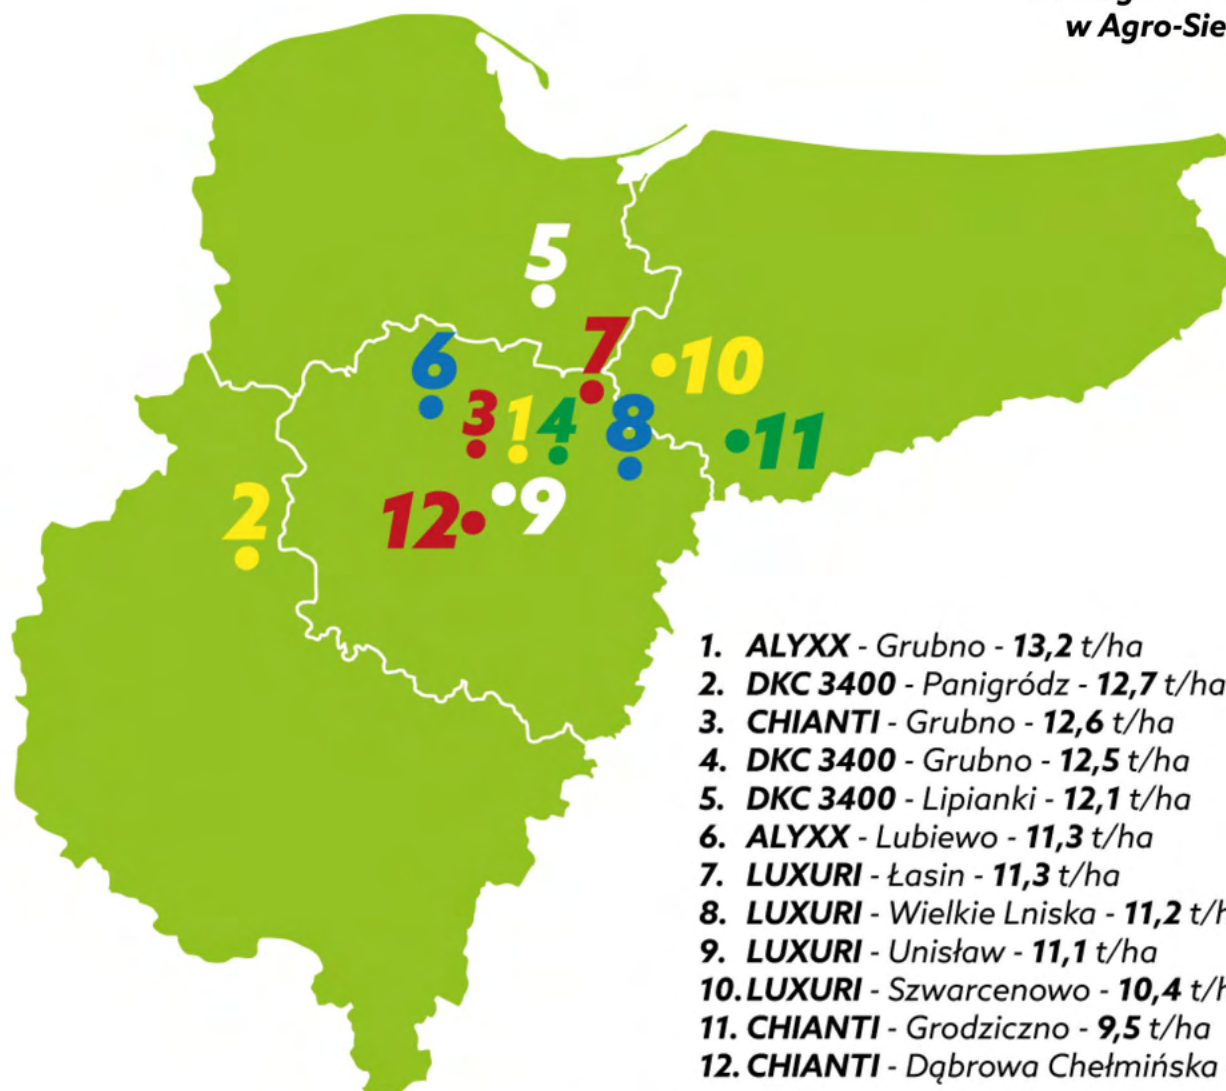 w Agro-Sie
5
7
6
10
3
1
4
8
11
2
12
9
1. ALYXX - Grubno - 13,2 t/ha
2. DKC 3400 - Panigródz - 12,7 t/ha
3. CHIANTI - Grubno - 12,6 t/ha
4. DKC 3400 - Grubno - 12,5 t/ha
5. DKC 3400 - Lipianki - 12,1 t/ha
6. ALYXX - Lubiewo - 11,3 t/ha
7. LUXURI - Łasin - 11,3 t/ha
8. LUXURI - Wielkie Lniska - 11,2 t/h
9. LUXURI - Unisław - 11,1 t/ha
10. LUXURI - Szwarcenowo - 10,4 t/h
11. CHIANTI - Grodziczno - 9,5 t/ha
12. CHIANTI - Dąbrowa Chełmińska